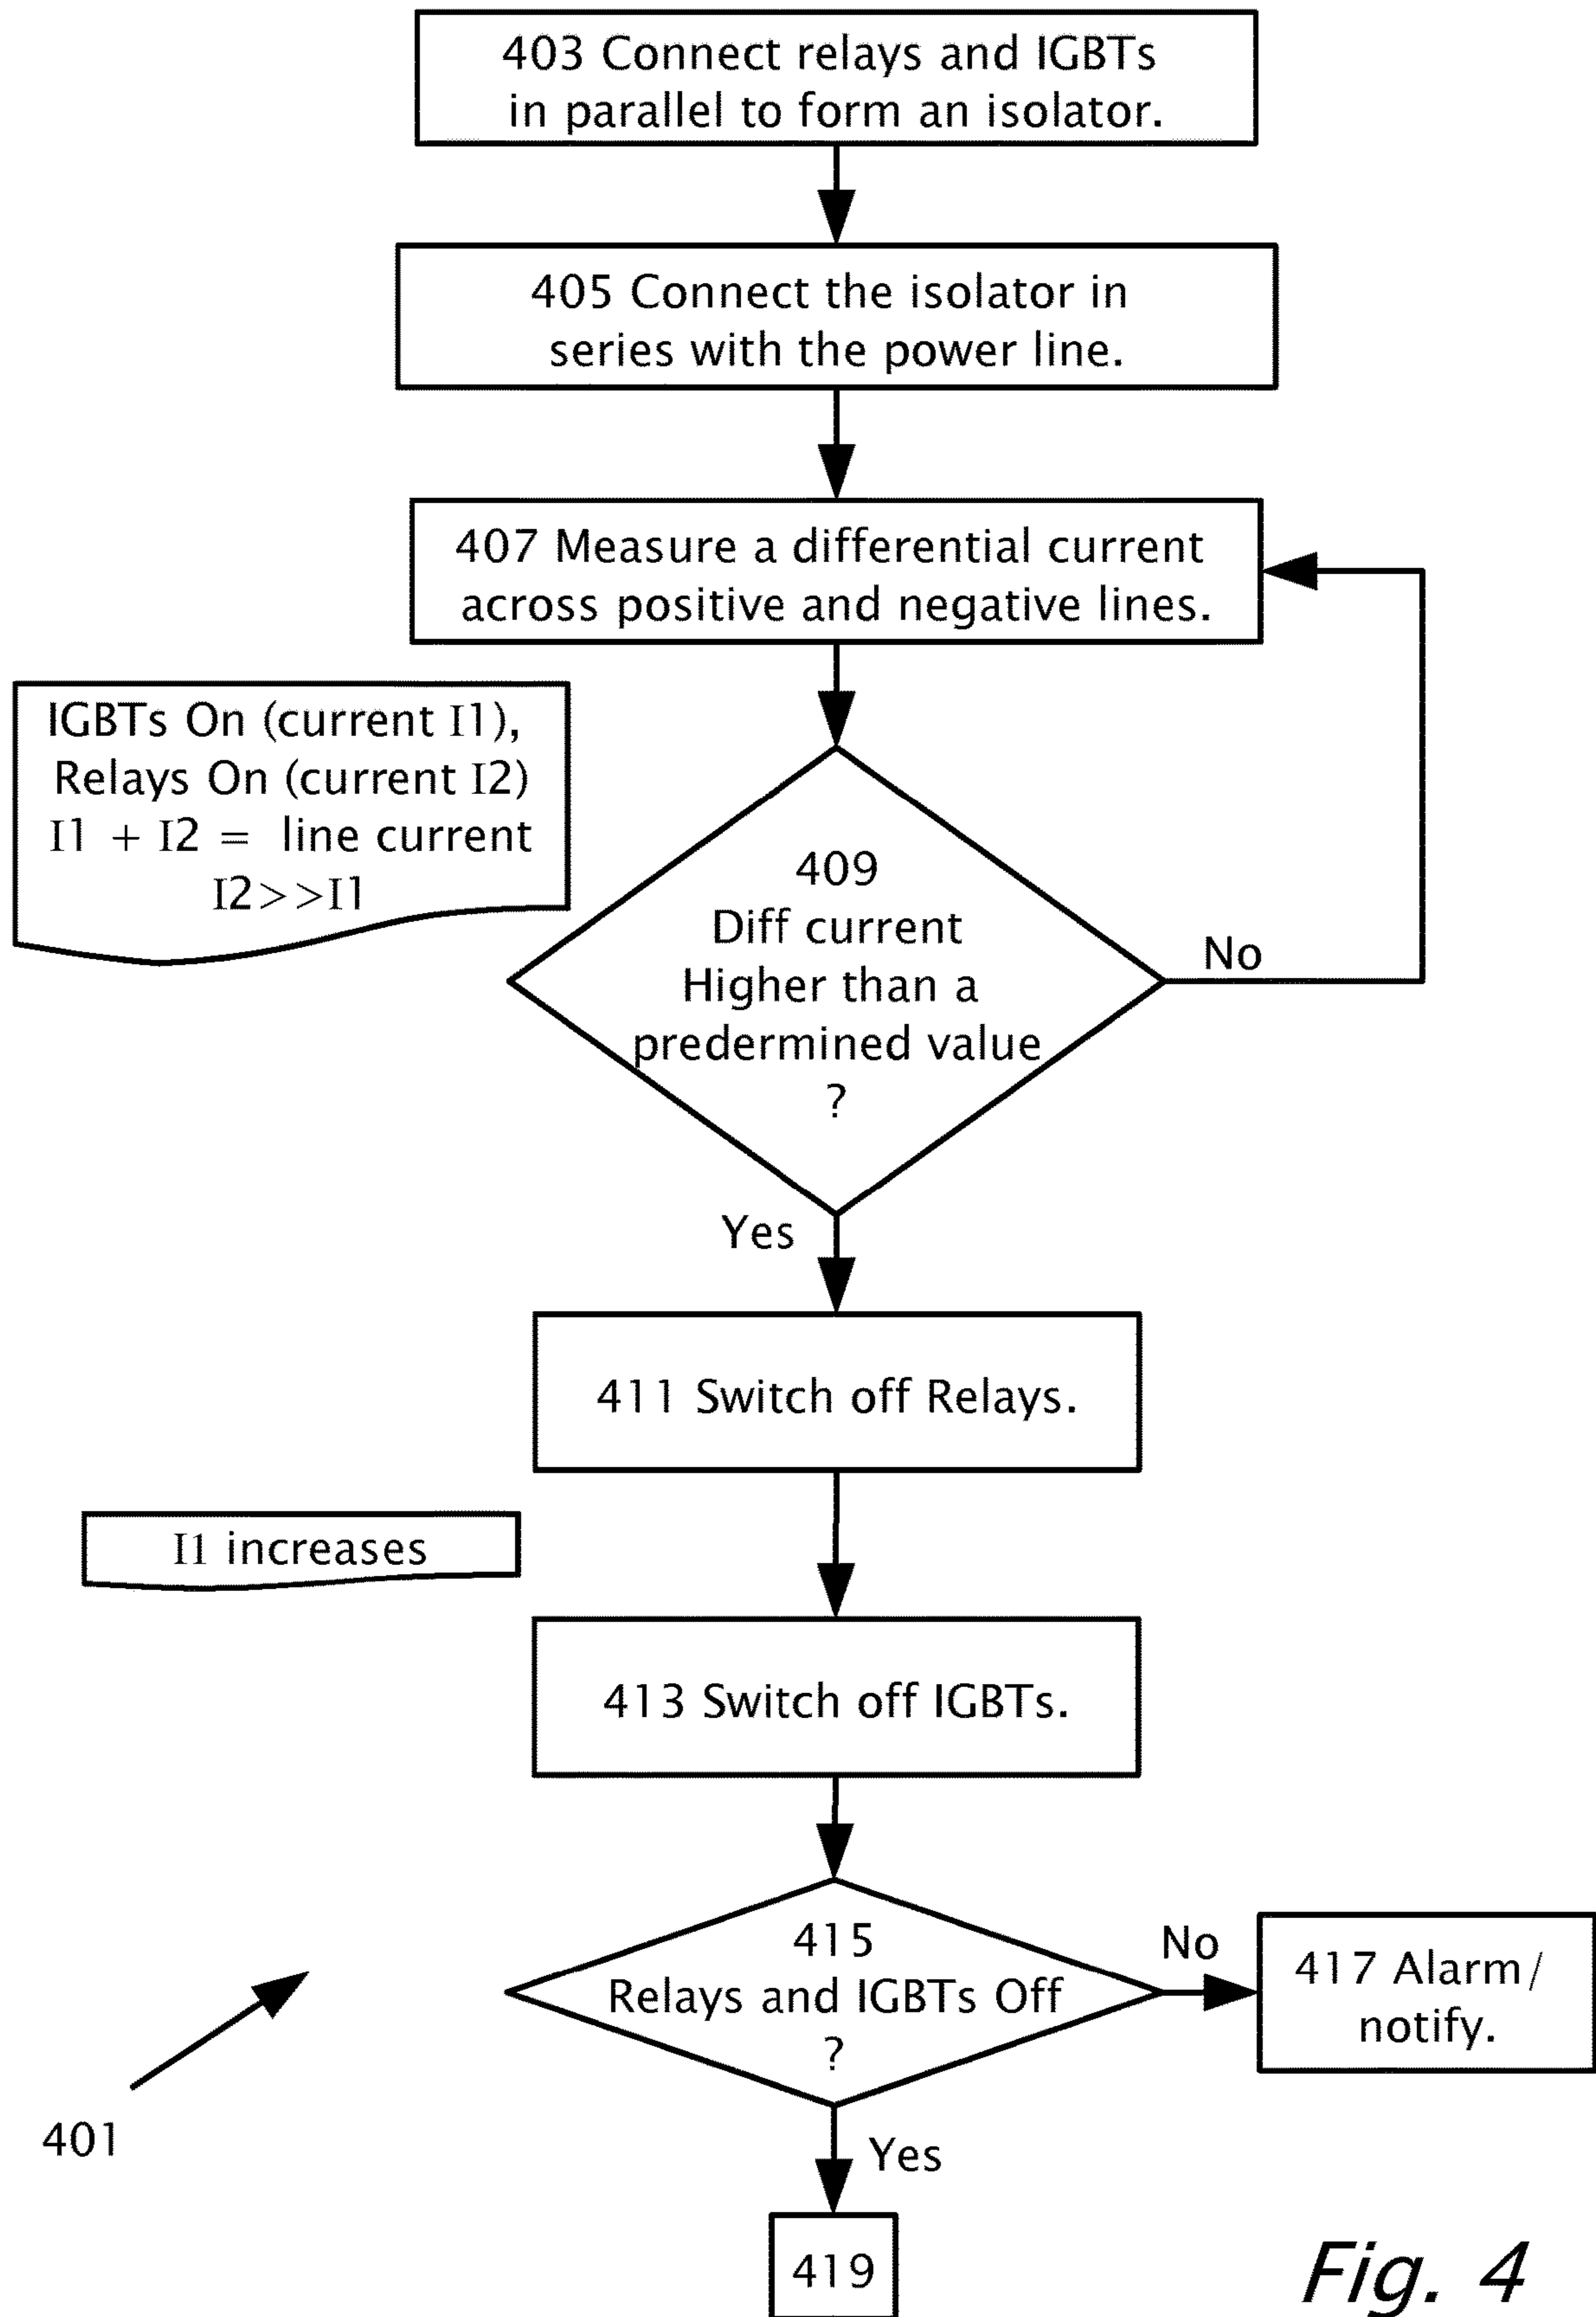 403 Connect relays and IGBTs
in parallel to form an isolator.
405 Connect the isolator in
series with the power line.
407 Measure a differential current
across positive and negative lines.
IGBTs On (current I1),
Relays On (current I2)
I1 + I2 = line current
I2>>I1
409
Diff current
Higher than a
predermined value
?
No
Yes
411 Switch off Relays.
I1 increases
413 Switch off IGBTs.
415
Relays and IGBTs Off
?
No
417 Alarm/
notify.
401
Yes
419
Fig. 4